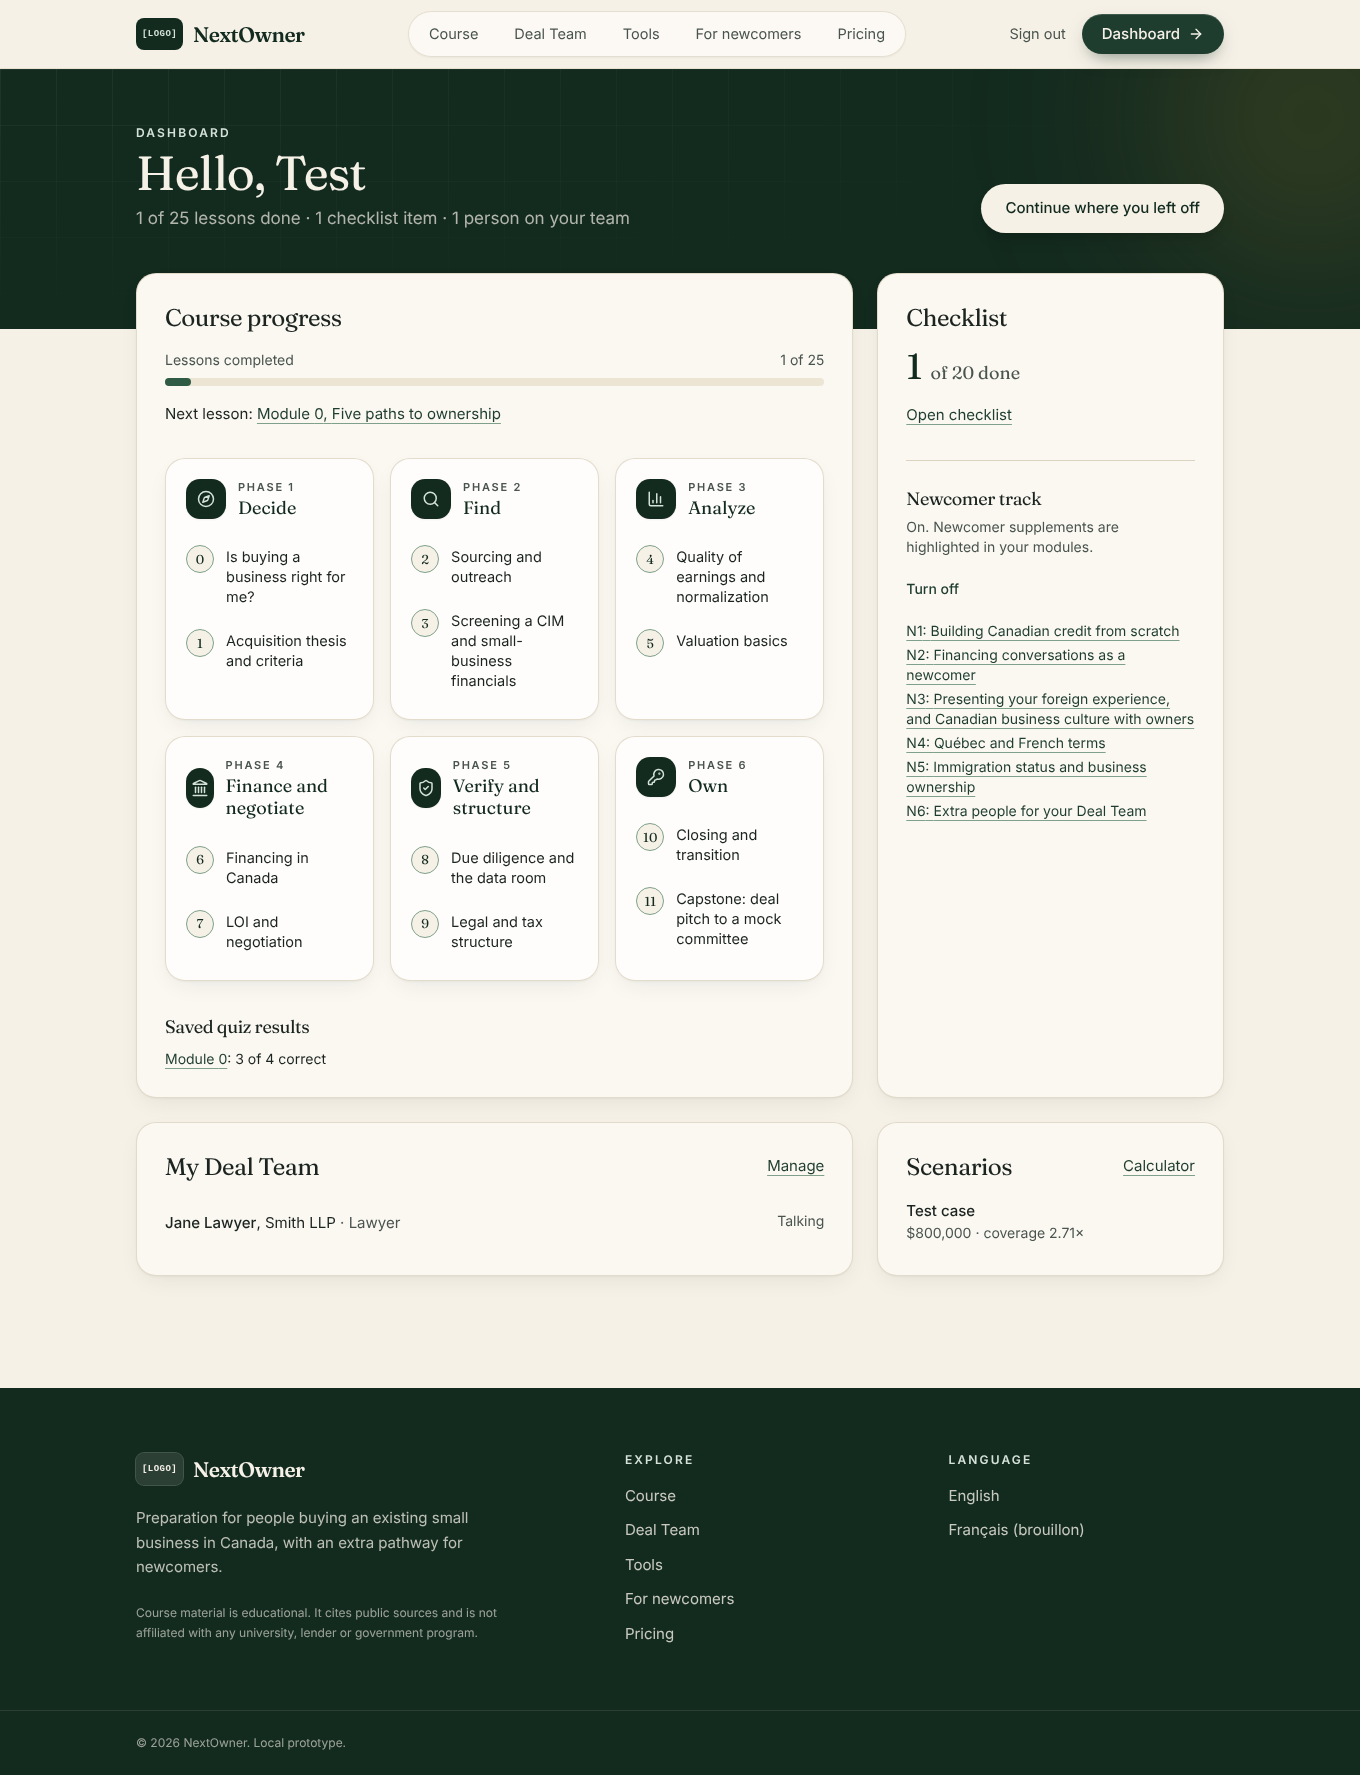 [LOGO] NextOwner
Course
Deal Team
Tools
For newcomers
Pricing
Sign out
Dashboard →
DASHBOARD
Hello, Test
1 of 25 lessons done · 1 checklist item · 1 person on your team
Continue where you left off
Course progress
Lessons completed
1 of 25
Next lesson: Module 0, Five paths to ownership
PHASE 1
Decide
0 Is buying a
business right for
me?
1 Acquisition thesis
and criteria
PHASE 2
Find
2 Sourcing and
outreach
3 Screening a CIM
and small-
business
financials
PHASE 3
Analyze
4 Quality of
earnings and
normalization
5 Valuation basics
PHASE 4
Finance and
negotiate
6 Financing in
Canada
7 LOI and
negotiation
PHASE 5
Verify and
structure
8 Due diligence and
the data room
9 Legal and tax
structure
PHASE 6
Own
10 Closing and
transition
11 Capstone: deal
pitch to a mock
committee
Saved quiz results
Module 0: 3 of 4 correct
Checklist
1 of 20 done
Open checklist
Newcomer track
On. Newcomer supplements are
highlighted in your modules.
Turn off
N1: Building Canadian credit from scratch
N2: Financing conversations as a
newcomer
N3: Presenting your foreign experience,
and Canadian business culture with owners
N4: Québec and French terms
N5: Immigration status and business
ownership
N6: Extra people for your Deal Team
My Deal Team
Manage
Jane Lawyer, Smith LLP · Lawyer
Talking
Scenarios
Calculator
Test case
$800,000 · coverage 2.71×
[LOGO] NextOwner
Preparation for people buying an existing small
business in Canada, with an extra pathway for
newcomers.
Course material is educational. It cites public sources and is not
affiliated with any university, lender or government program.
EXPLORE
Course
Deal Team
Tools
For newcomers
Pricing
LANGUAGE
English
Français (brouillon)
© 2026 NextOwner. Local prototype.